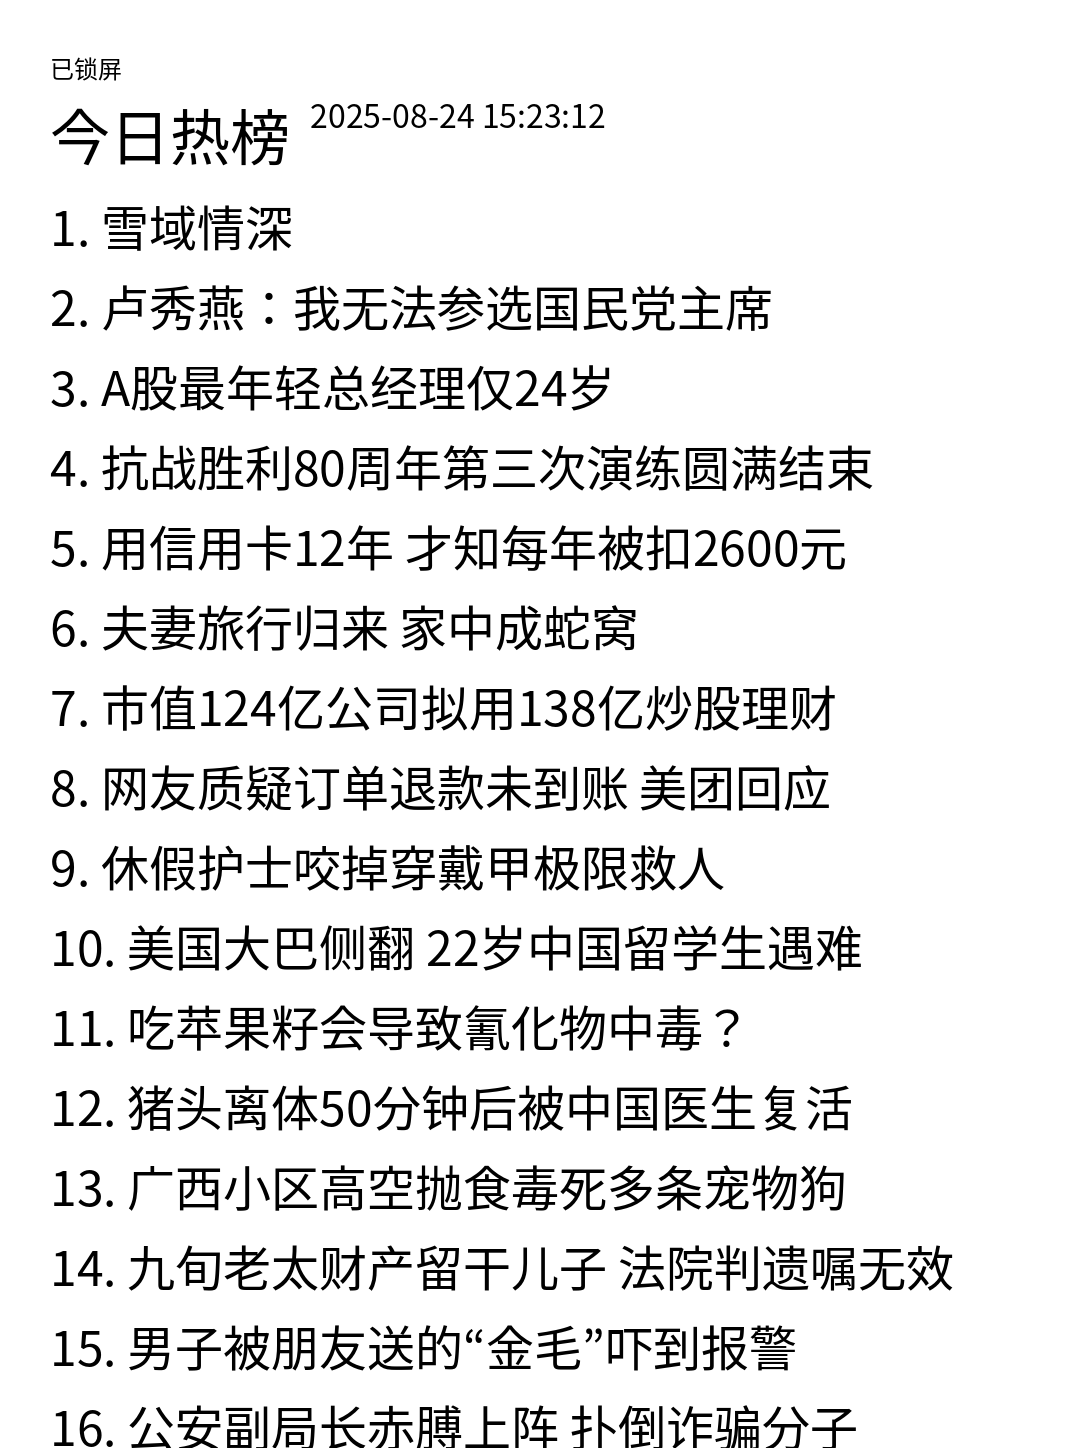 已锁屏
今日热榜 2025-08-24 15:23:12
1. 雪域情深
2. 卢秀燕：我无法参选国民党主席
3. A股最年轻总经理仅24岁
4. 抗战胜利80周年第三次演练圆满结束
5. 用信用卡12年 才知每年被扣2600元
6. 夫妻旅行归来 家中成蛇窝
7. 市值124亿公司拟用138亿炒股理财
8. 网友质疑订单退款未到账 美团回应
9. 休假护士咬掉穿戴甲极限救人
10. 美国大巴侧翻 22岁中国留学生遇难
11. 吃苹果籽会导致氰化物中毒？
12. 猪头离体50分钟后被中国医生复活
13. 广西小区高空抛食毒死多条宠物狗
14. 九旬老太财产留干儿子 法院判遗嘱无效
15. 男子被朋友送的“金毛”吓到报警
16. 公安副局长赤膊上阵 扑倒诈骗分子